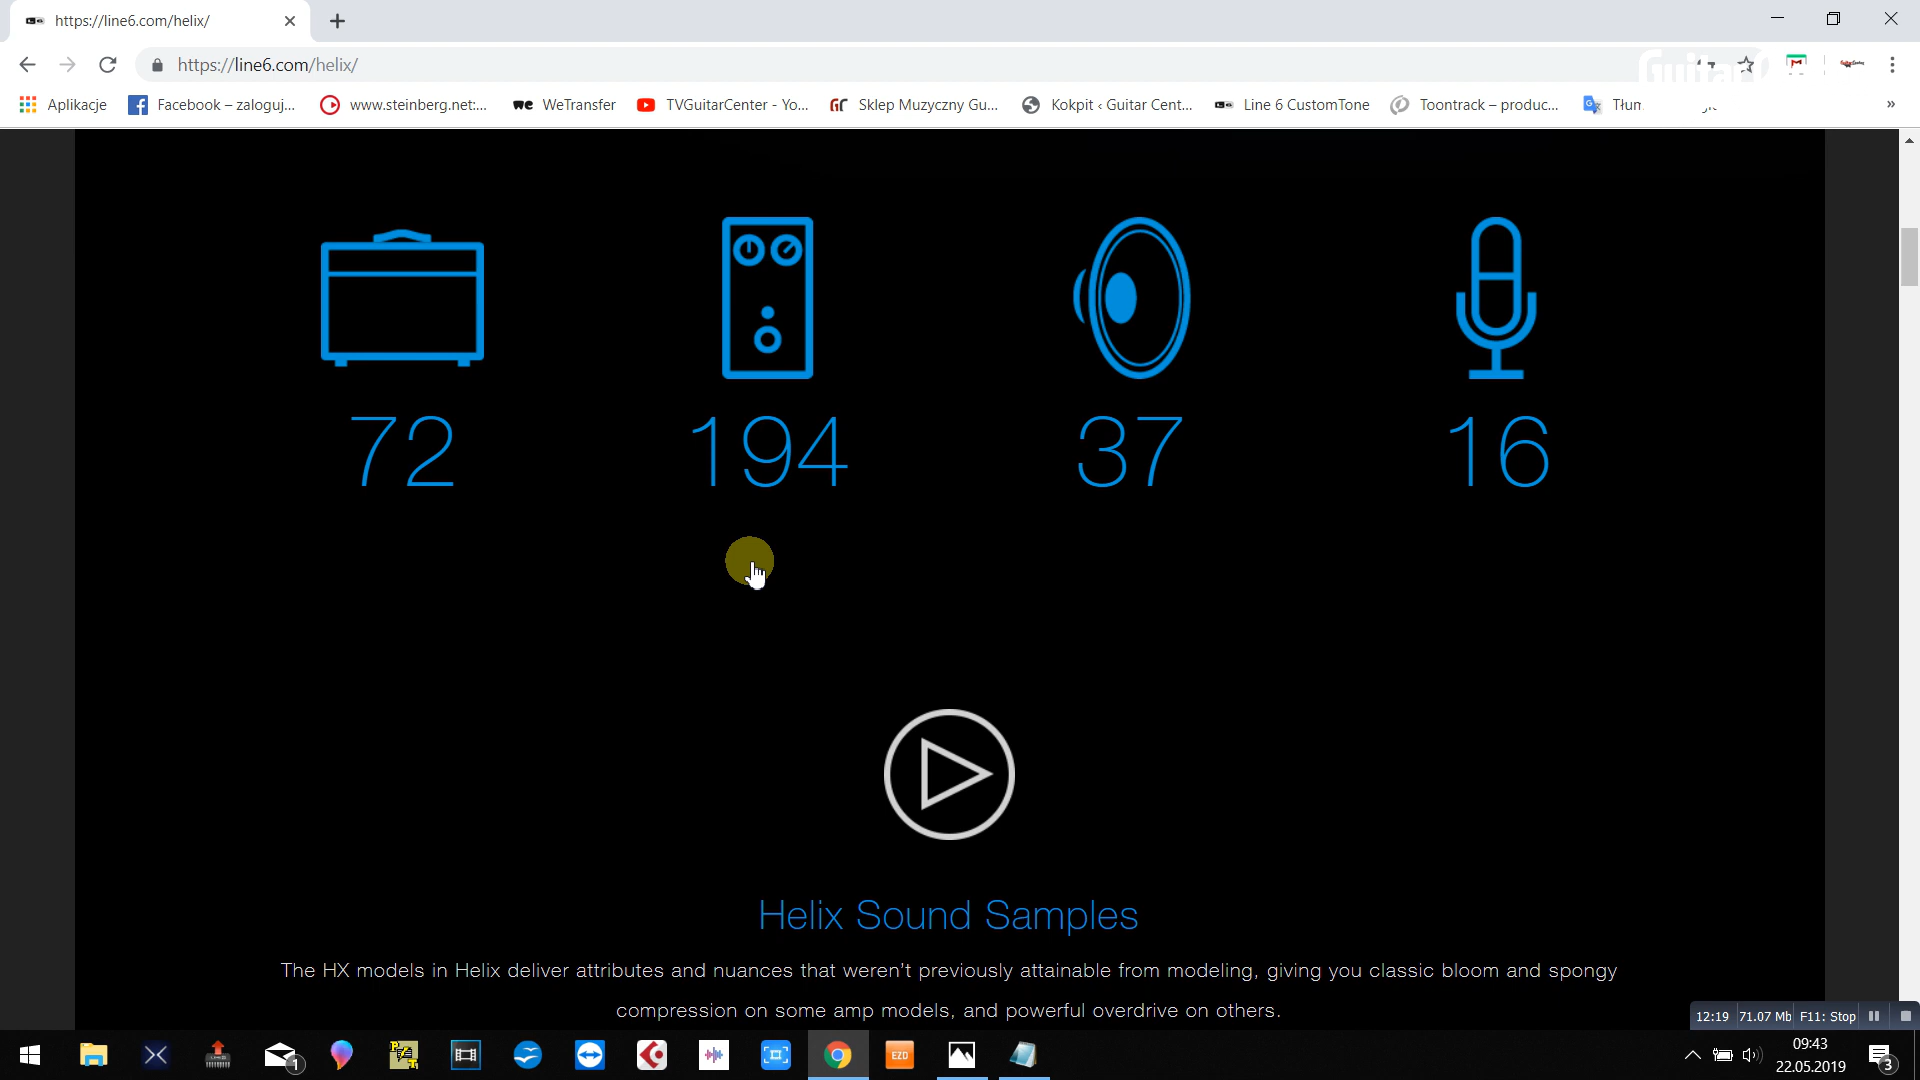 https://line6.com/helix/
https://line6.com/helix/
Aplikacje Facebook – zaloguj... www.steinberg.net:... WeTransfer TVGuitarCenter - Yo... Sklep Muzyczny Gu... Kokpit ‹ Guitar Cent... Line 6 CustomTone Toontrack – produc... »
72 194 37 16
Helix Sound Samples
The HX models in Helix deliver attributes and nuances that weren't previously attainable from modeling, giving you classic bloom and spongy
compression on some amp models, and powerful overdrive on others.
12:19 71.07 Mb F11: Stop
1 EZD 09:43
22.05.2019 3